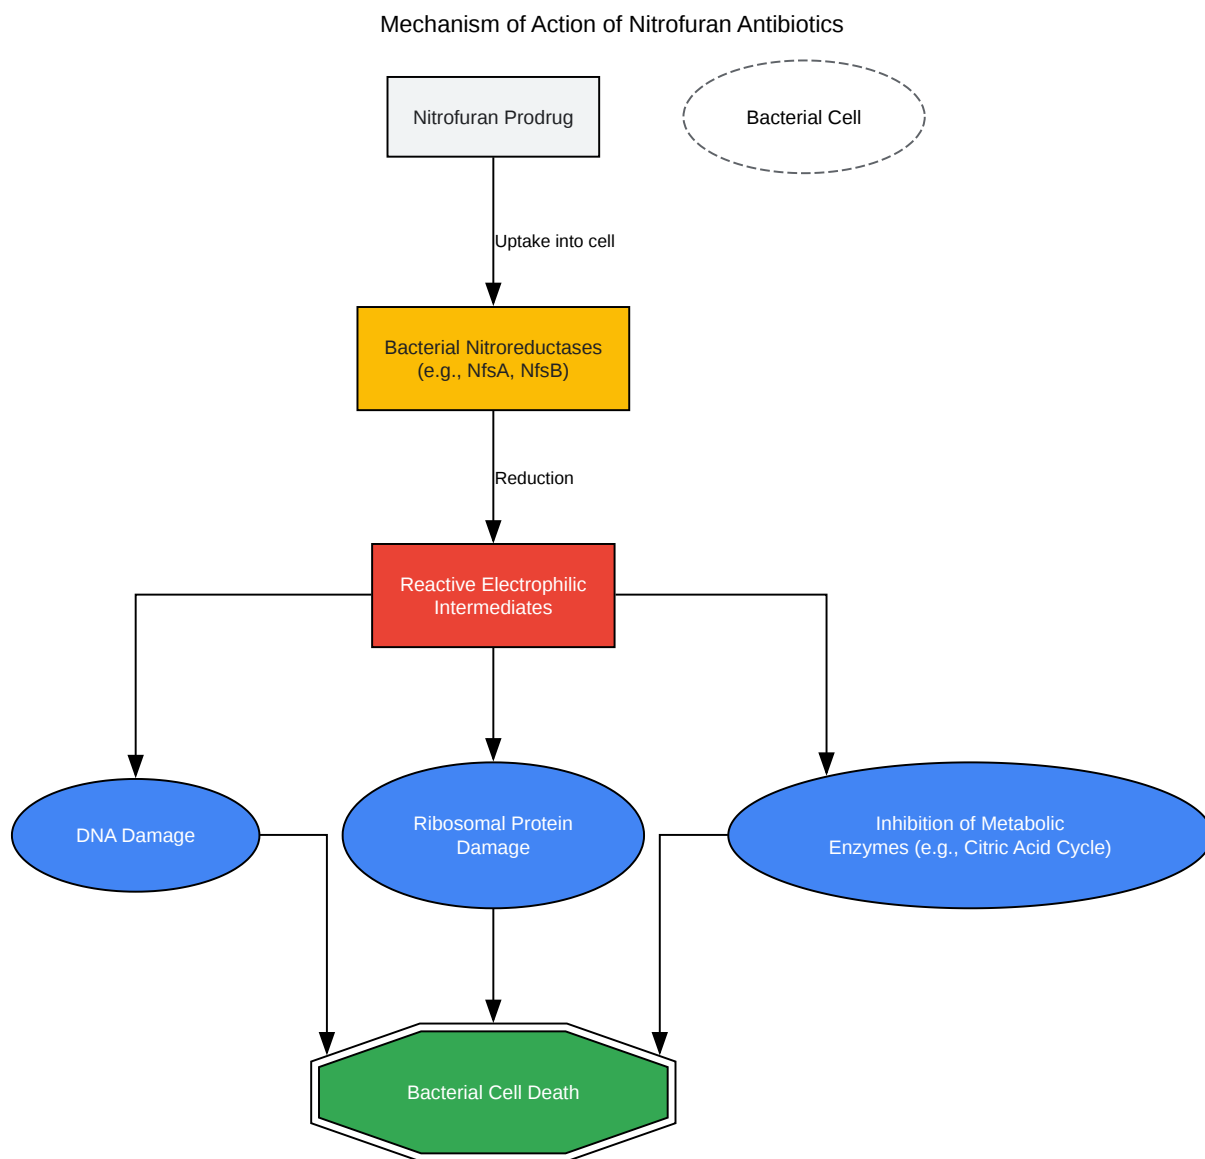 Mechanism of Action of Nitrofuran Antibiotics
Nitrofuran Prodrug
Bacterial Cell
Uptake into cell
Bacterial Nitroreductases
(e.g., NfsA, NfsB)
Reduction
Reactive Electrophilic
Intermediates
DNA Damage
Ribosomal Protein
Damage
Inhibition of Metabolic
Enzymes (e.g., Citric Acid Cycle)
Bacterial Cell Death